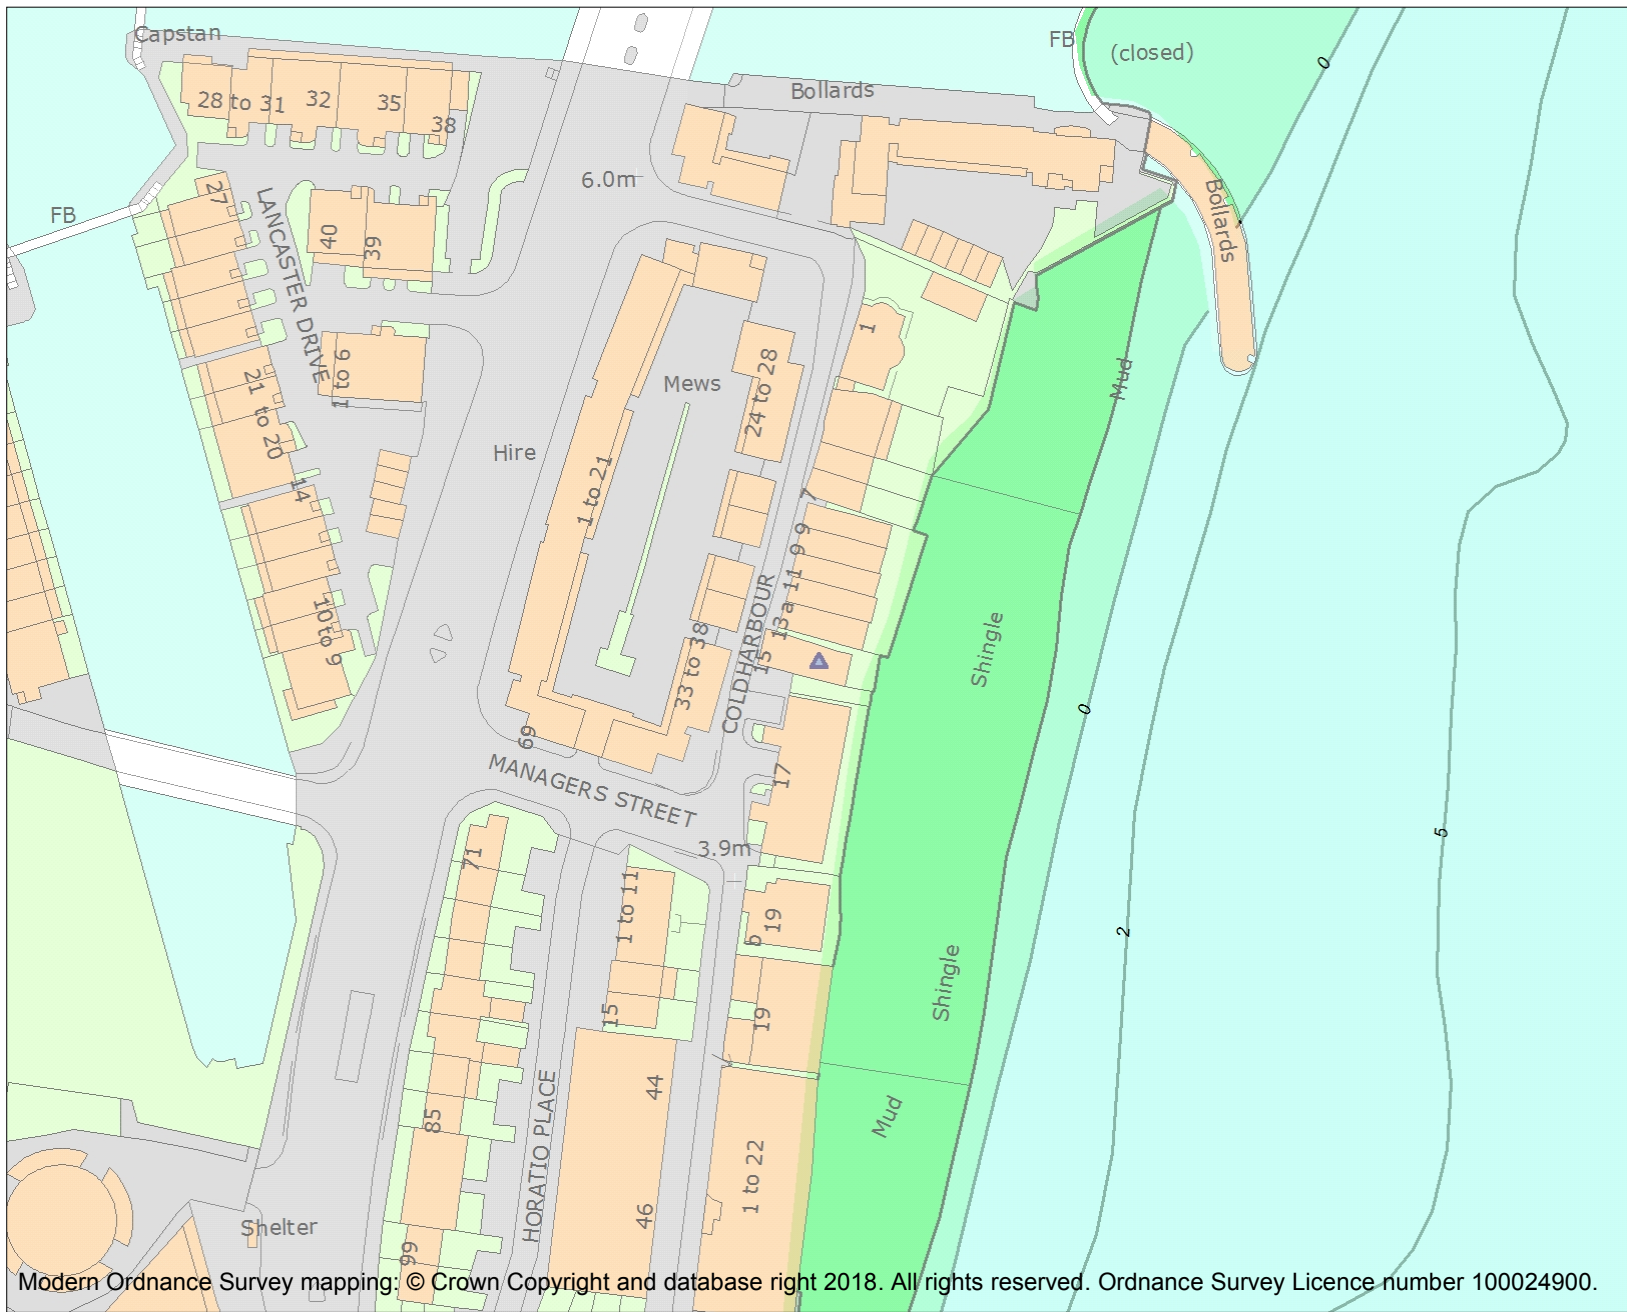 Capstan
FB
(closed)
0
Bollards
28 to 31
32
35
38
6.0m
27
LANCASTER DRIVE
FB
40
39
Bollards
1
1 to 6
Mews
24 to 28
Mud
21 to 20
Hire
1 to 21
14
7
9
9
11
13a
15
COLDHARBOUR
10 to 9
33 to 38
Shingle
0
69
MANAGERS STREET
17
3.9m
5
71
1 to 11
19
b
2
Shingle
15
19
44
85
HORATIO PLACE
Mud
1 to 22
46
Shelter
99
Modern Ordnance Survey mapping: © Crown Copyright and database right 2018. All rights reserved. Ordnance Survey Licence number 100024900.